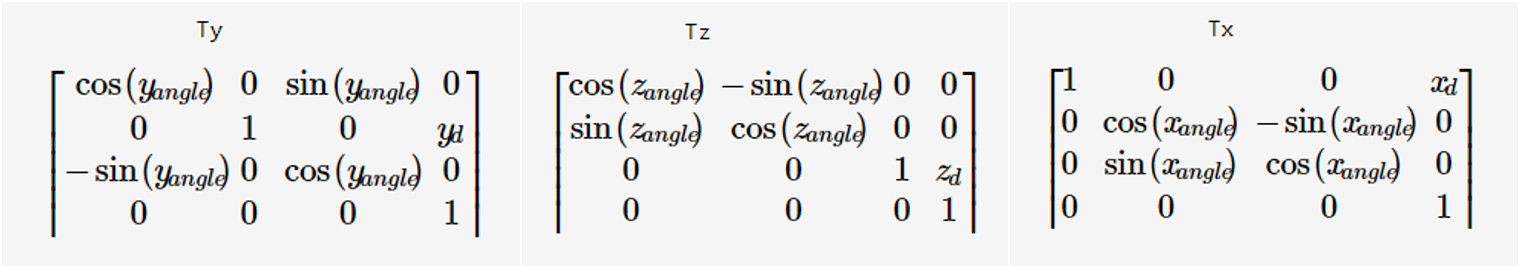 Ty
cos(y_angle) 0 sin(y_angle) 0
0 1 0 y_d
−sin(y_angle) 0 cos(y_angle) 0
0 0 0 1
Tz
cos(z_angle) −sin(z_angle) 0 0
sin(z_angle) cos(z_angle) 0 0
0 0 1 z_d
0 0 0 1
Tx
1 0 0 x_d
0 cos(x_angle) −sin(x_angle) 0
0 sin(x_angle) cos(x_angle) 0
0 0 0 1